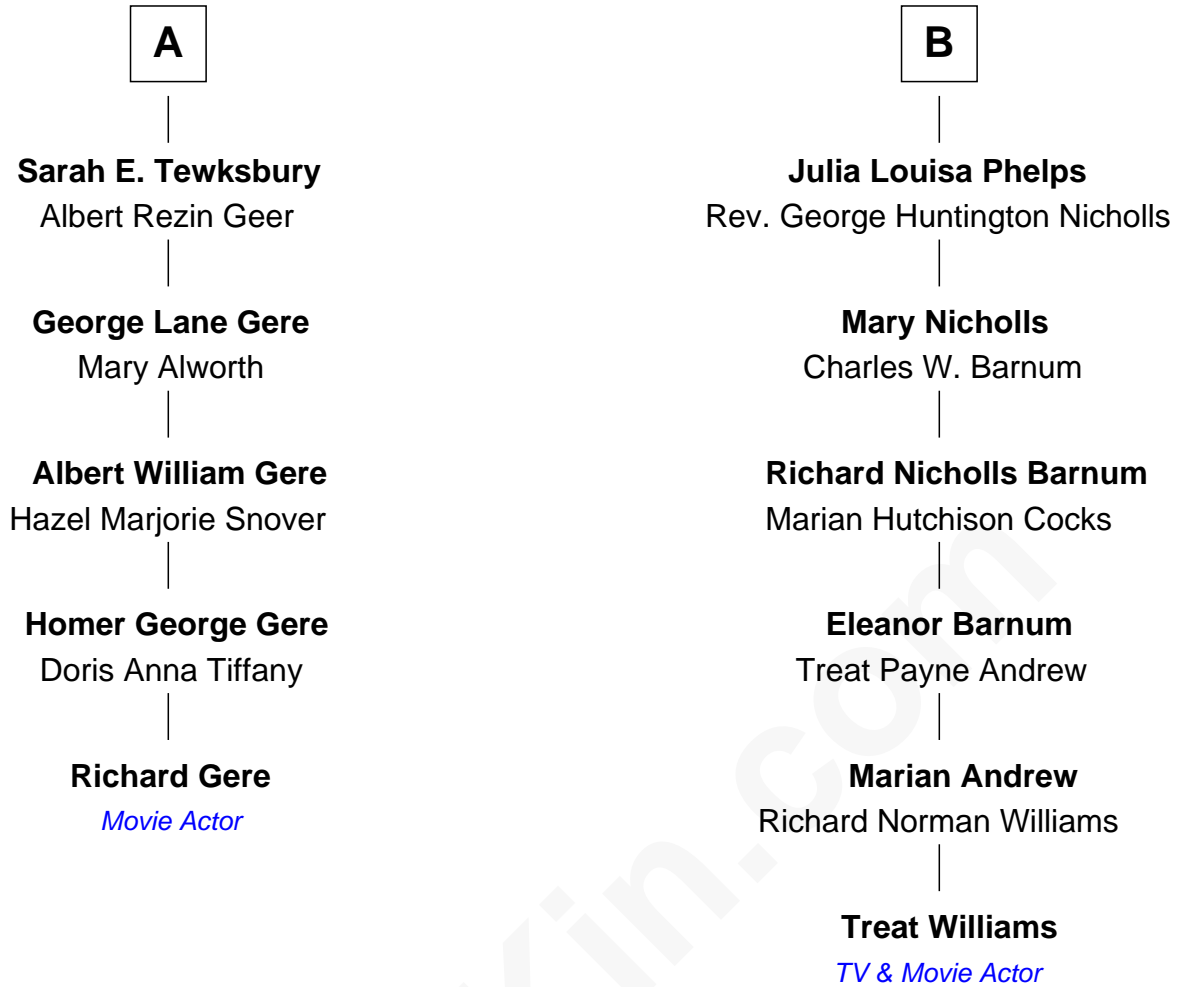 A
Sarah E. Tewksbury
Albert Rezin Geer
George Lane Gere
Mary Alworth
Albert William Gere
Hazel Marjorie Snover
Homer George Gere
Doris Anna Tiffany
Richard Gere
Movie Actor
B
Julia Louisa Phelps
Rev. George Huntington Nicholls
Mary Nicholls
Charles W. Barnum
Richard Nicholls Barnum
Marian Hutchison Cocks
Eleanor Barnum
Treat Payne Andrew
Marian Andrew
Richard Norman Williams
Treat Williams
TV & Movie Actor
Kin.com